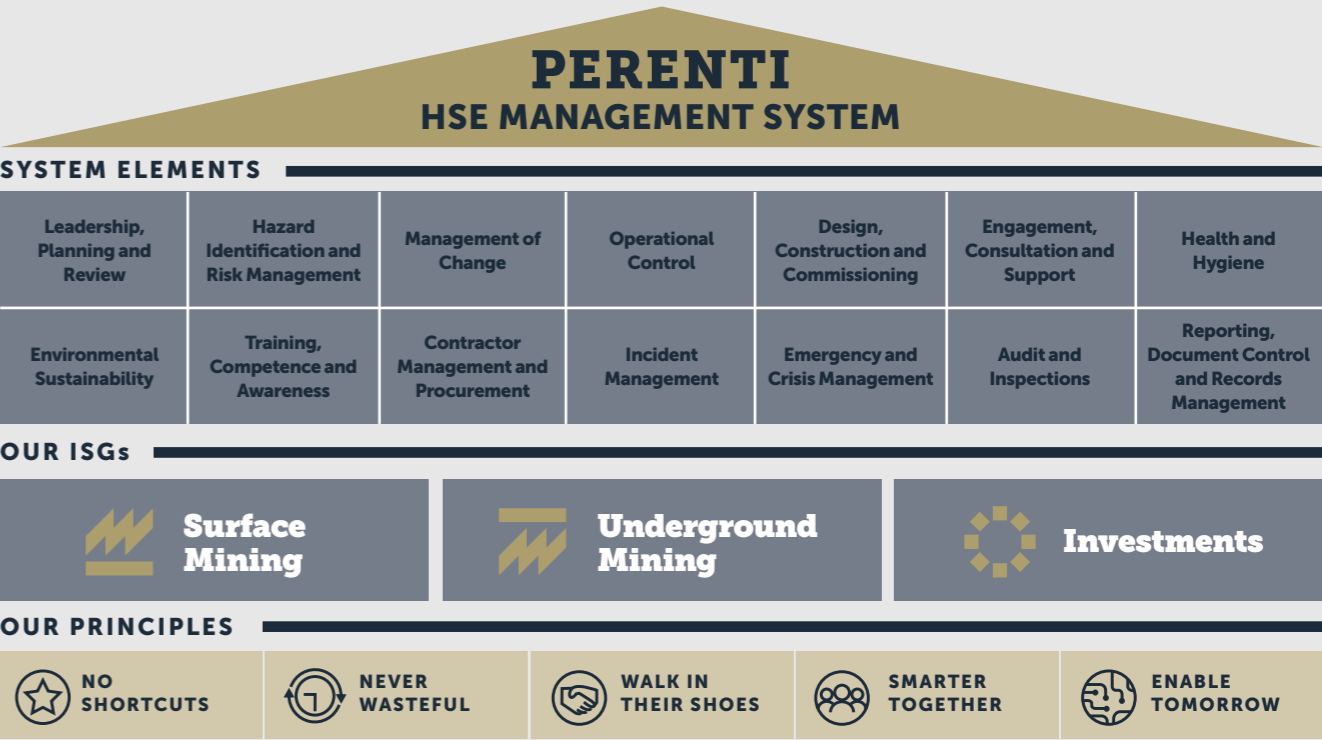 PERENTI
HSE MANAGEMENT SYSTEM
SYSTEM ELEMENTS
Leadership,
Planning and
Review
Hazard
Identification and
Risk Management
Management of
Change
Operational
Control
Design,
Construction and
Commissioning
Engagement,
Consultation and
Support
Health and
Hygiene
Environmental
Sustainability
Training,
Competence and
Awareness
Contractor
Management and
Procurement
Incident
Management
Emergency and
Crisis Management
Audit and
Inspections
Reporting,
Document Control
and Records
Management
OUR ISGs
Surface
Mining
Underground
Mining
Investments
OUR PRINCIPLES
NO
SHORTCUTS
NEVER
WASTEFUL
WALK IN
THEIR SHOES
SMARTER
TOGETHER
ENABLE
TOMORROW